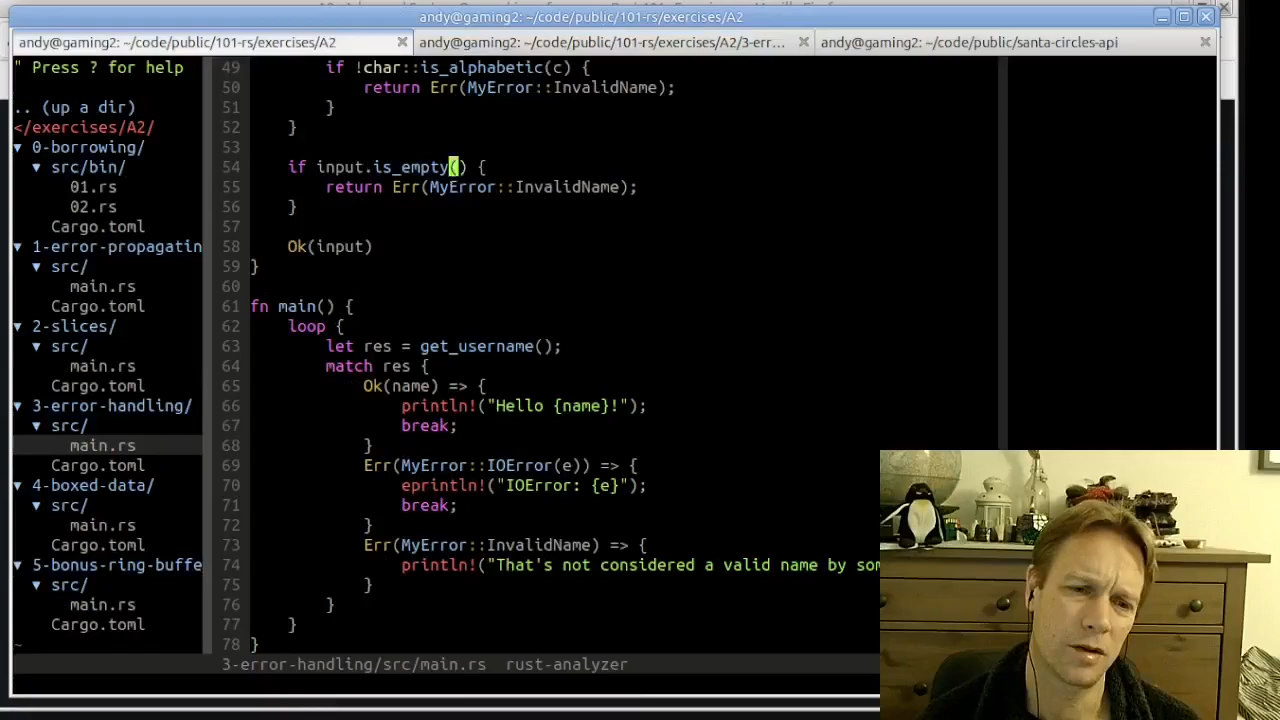 andy@gaming2: ~/code/public/101-rs/exercises/A2
andy@gaming2: ~/code/public/101-rs/exercises/A2
andy@gaming2: ~/code/public/101-rs/exercises/A2/3-err...
andy@gaming2: ~/code/public/santa-circles-api
" Press ? for help
.. (up a dir)
</exercises/A2/
▼ 0-borrowing/
▼ src/bin/
01.rs
02.rs
Cargo.toml
▼ 1-error-propagatin
▼ src/
main.rs
Cargo.toml
▼ 2-slices/
▼ src/
main.rs
Cargo.toml
▼ 3-error-handling/
▼ src/
main.rs
Cargo.toml
▼ 4-boxed-data/
▼ src/
main.rs
Cargo.toml
▼ 5-bonus-ring-buffe
▼ src/
main.rs
Cargo.toml
~
49 if !char::is_alphabetic(c) {
50 return Err(MyError::InvalidName);
51 }
52 }
53
54 if input.is_empty() {
55 return Err(MyError::InvalidName);
56 }
57
58 Ok(input)
59 }
60
61 fn main() {
62 loop {
63 let res = get_username();
64 match res {
65 Ok(name) => {
66 println!("Hello {name}!");
67 break;
68 }
69 Err(MyError::IOError(e)) => {
70 eprintln!("IOError: {e}");
71 break;
72 }
73 Err(MyError::InvalidName) => {
74 println!("That's not considered a valid name by som
75 }
76 }
77 }
78 }
3-error-handling/src/main.rs rust-analyzer